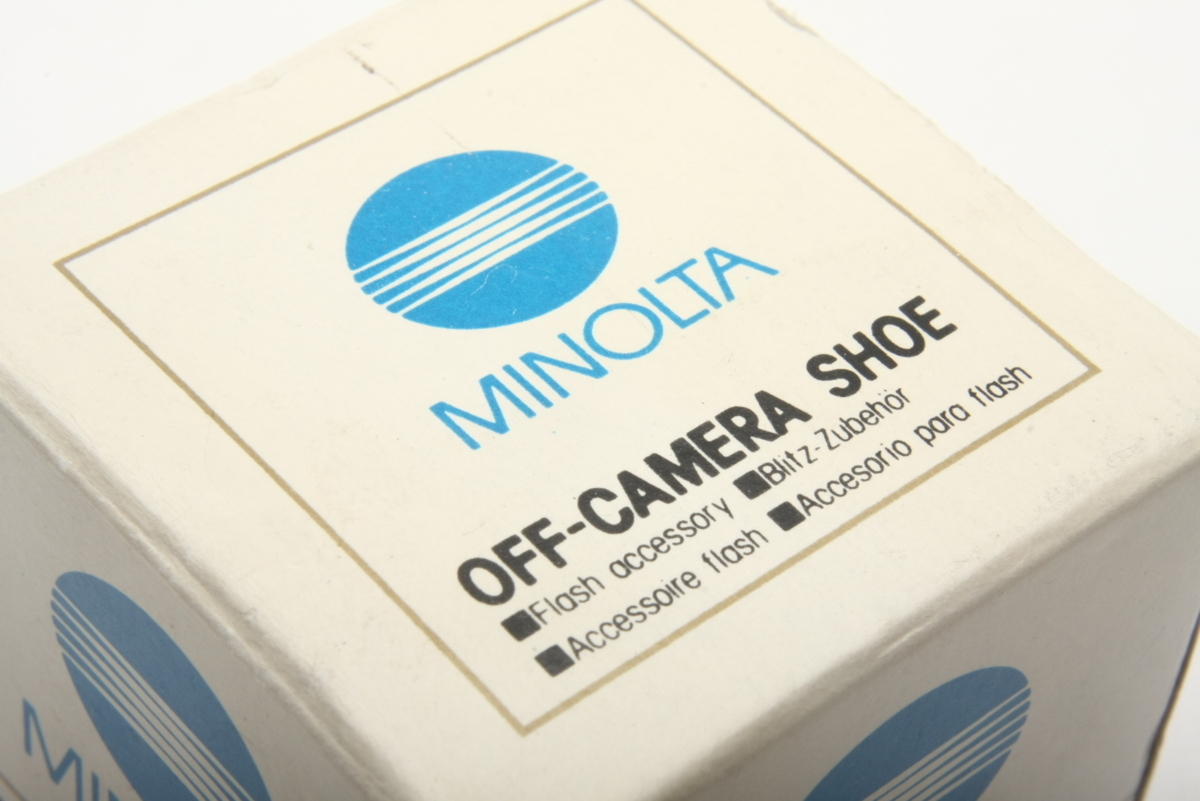 MINOLTA
OFF-CAMERA SHOE
■Flash accessory ■Blitz-Zubehör
■Accessoire flash ■Accesorio para flash